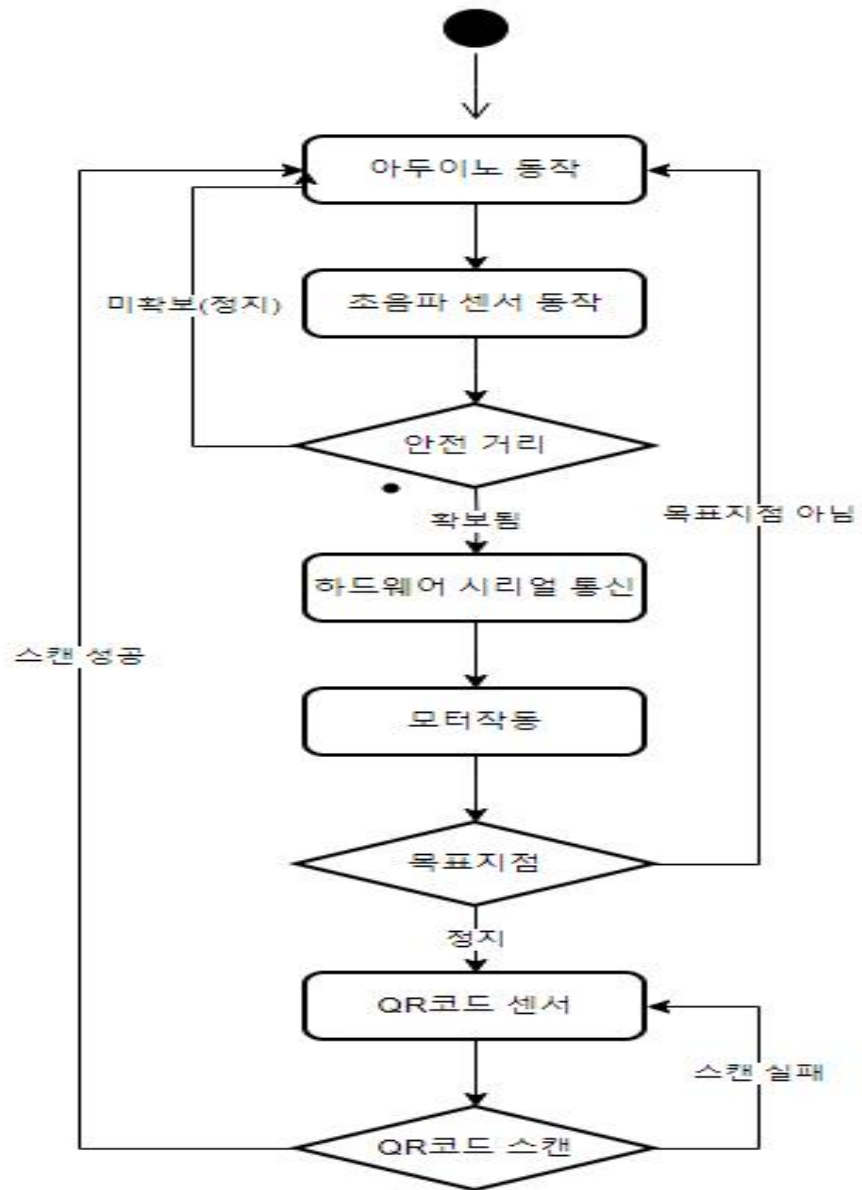 아두이노 동작
미확보(정지)
초음파 센서 동작
안전 거리
확보됨
목표지점 아님
하드웨어 시리얼 통신
스캔 성공
모터작동
목표지점
정지
QR코드 센서
스캔 실패
QR코드 스캔